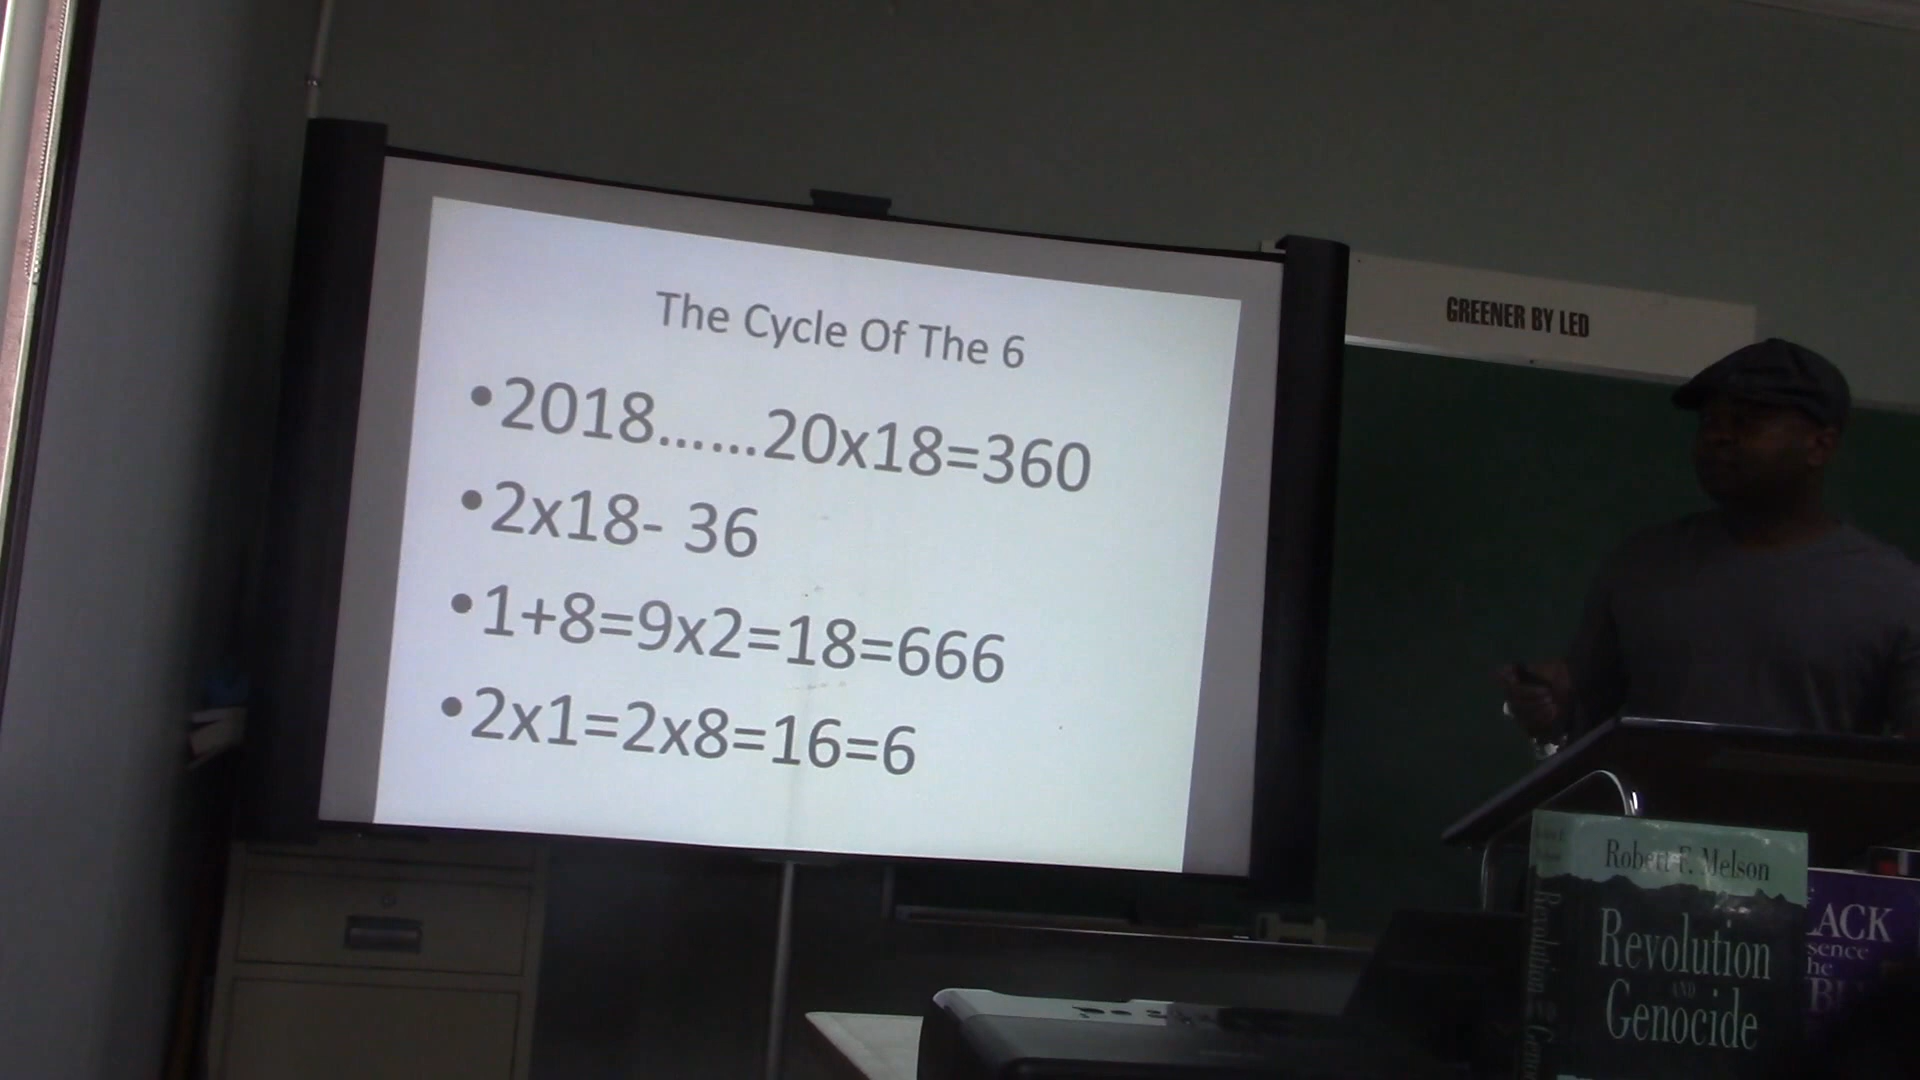 The Cycle Of The 6
•2018......20x18=360
•2x18- 36
•1+8=9x2=18=666
•2x1=2x8=16=6
GREENER BY LED
Robert F. Melson
Revolution
AND
Genocide
Revolution
ACK
sence
he